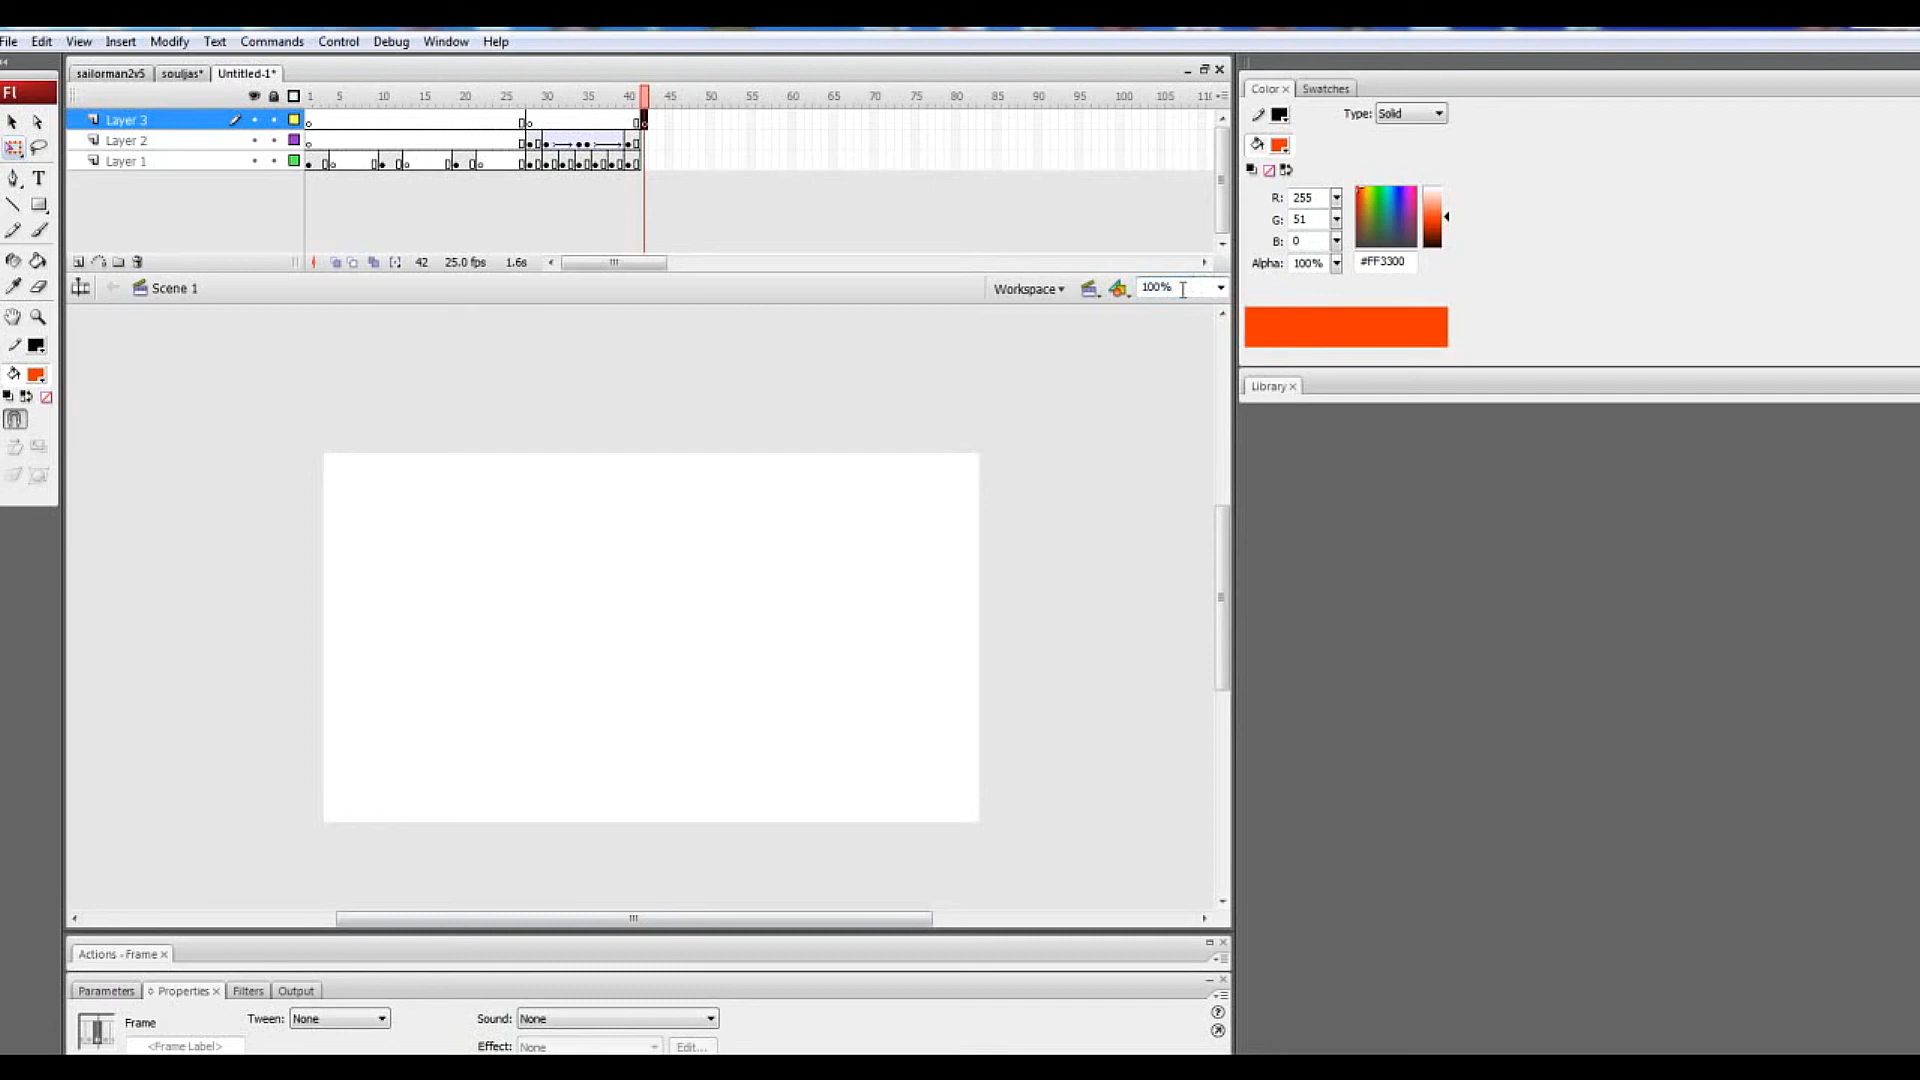 File Edit View Insert Modify Text Commands Control Debug Window Help
sailorman2v5 souljas* Untitled-1*
Fl
1 5 10 15 20 25 30 35 40 45 50 55 60 65 70 75 80 85 90 95 100 105 110
Layer 3
Layer 2
Layer 1
42 25.0 fps 1.6s
Scene 1
Workspace
100%
Color
Swatches
Type: Solid
R: 255
G: 51
B: 0
Alpha: 100%
#FF3300
Library
Actions - Frame
Parameters Properties Filters Output
Frame
<Frame Label>
Tween: None
Sound: None
Effect: None
Edit...